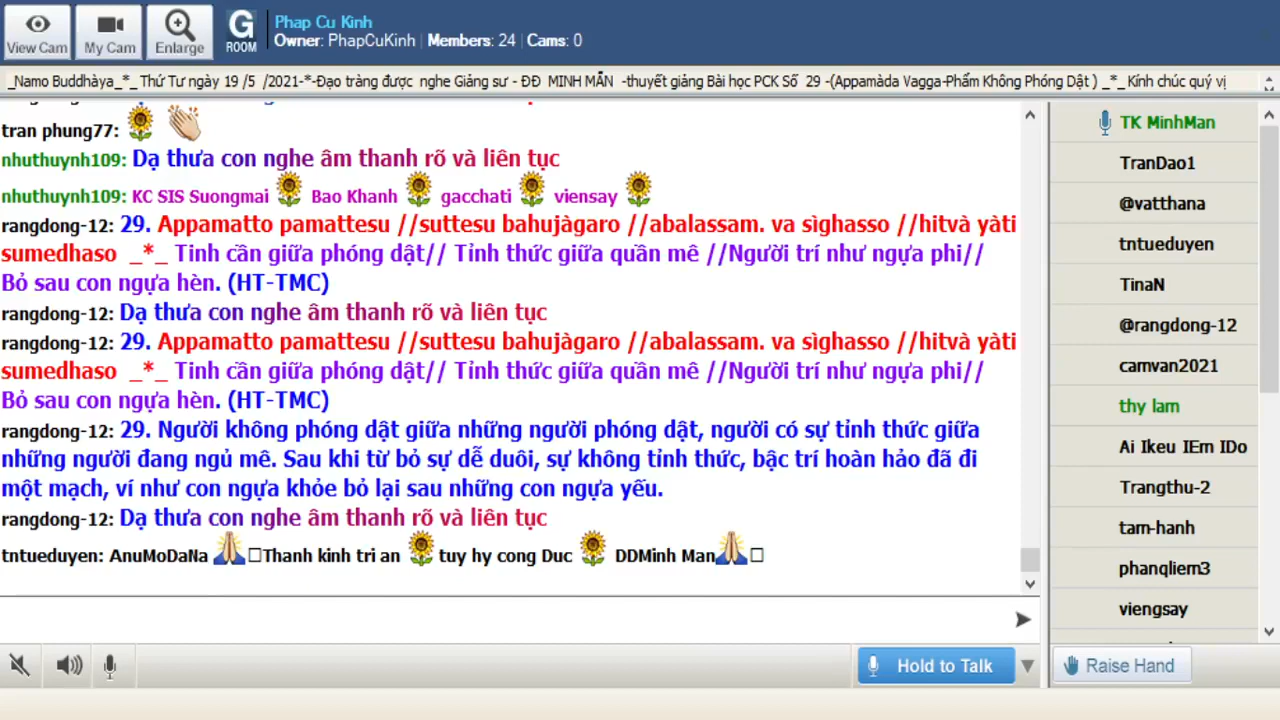 View Cam
My Cam
Enlarge
G
ROOM
Phap Cu Kinh
Owner: PhapCuKinh | Members: 24 | Cams: 0
_Namo Buddhàya_*_ Thứ Tư ngày 19 /5 /2021-*-Đạo tràng được nghe Giảng sư - ĐĐ MINH MẪN -thuyết giảng Bài học PCK Số 29 -(Appamàda Vagga-Phẩm Không Phóng Dật ) _*_Kính chúc quý vị
tran phung77:
nhuthuynh109: Dạ thưa con nghe âm thanh rõ và liên tục
nhuthuynh109: KC SIS Suongmai Bao Khanh gacchati viensay
rangdong-12: 29. Appamatto pamattesu //suttesu bahujàgaro //abalassam. va sìghasso //hitvà yàti
sumedhaso _*_ Tinh cần giữa phóng dật// Tỉnh thức giữa quần mê //Người trí như ngựa phi//
Bỏ sau con ngựa hèn. (HT-TMC)
rangdong-12: Dạ thưa con nghe âm thanh rõ và liên tục
rangdong-12: 29. Appamatto pamattesu //suttesu bahujàgaro //abalassam. va sìghasso //hitvà yàti
sumedhaso _*_ Tinh cần giữa phóng dật// Tỉnh thức giữa quần mê //Người trí như ngựa phi//
Bỏ sau con ngựa hèn. (HT-TMC)
rangdong-12: 29. Người không phóng dật giữa những người phóng dật, người có sự tỉnh thức giữa
những người đang ngủ mê. Sau khi từ bỏ sự dễ duôi, sự không tỉnh thức, bậc trí hoàn hảo đã đi
một mạch, ví như con ngựa khỏe bỏ lại sau những con ngựa yếu.
rangdong-12: Dạ thưa con nghe âm thanh rõ và liên tục
tntueduyen: AnuMoDaNa Thanh kinh tri an tuy hy cong Duc DDMinh Man
TK MinhMan
TranDao1
@vatthana
tntueduyen
TinaN
@rangdong-12
camvan2021
thy lam
Ai Ikeu IEm IDo
Trangthu-2
tam-hanh
phanqliem3
viengsay
Hold to Talk
Raise Hand